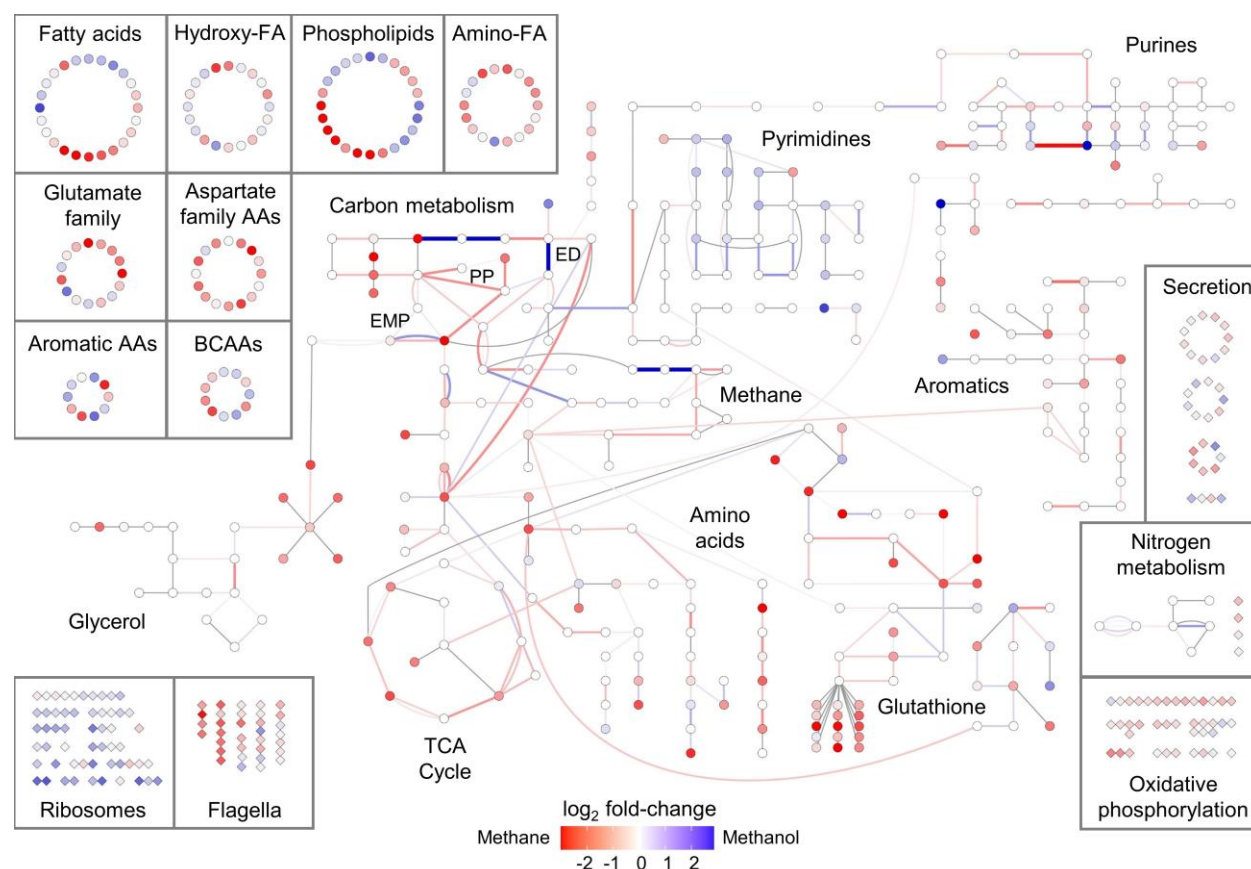 Fatty acids
Hydroxy-FA
Phospholipids
Amino-FA
Purines
Pyrimidines
Glutamate
family
Aspartate
family AAs
Carbon metabolism
ED
PP
EMP
Secretion
Aromatic AAs
BCAAs
Methane
Aromatics
Amino
acids
Nitrogen
metabolism
Glycerol
Glutathione
TCA
Cycle
Ribosomes
Flagella
Oxidative
phosphorylation
log2 fold-change
Methane
Methanol
-2 -1 0 1 2